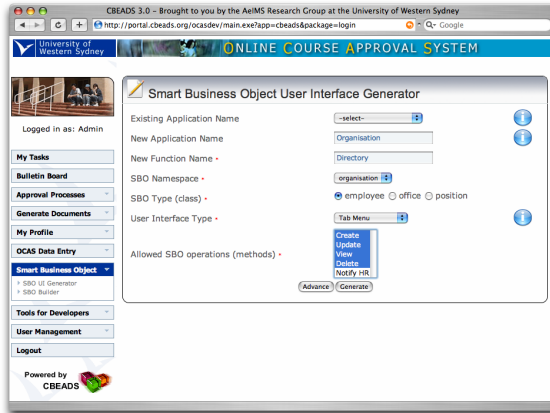 CBEADS 3.0 - Brought to you by the AeIMS Research Group at the University of Western Sydney
http://portal.cbeads.org/ocasdev/main.exe?app=cbeads&package=login
Google
University of
Western Sydney
ONLINE COURSE APPROVAL SYSTEM
Logged in as: Admin
My Tasks
Bulletin Board
Approval Processes
Generate Documents
My Profile
OCAS Data Entry
Smart Business Object
SBO UI Generator
SBO Builder
Tools for Developers
User Management
Logout
Powered by
CBEADS
Smart Business Object User Interface Generator
Existing Application Name -select-
New Application Name Organisation
New Function Name • Directory
SBO Namespace • organisation
SBO Type (class) • employee office position
User Interface Type • Tab Menu
Allowed SBO operations (methods) •
Create
Update
View
Delete
Notify HR
Advance Generate